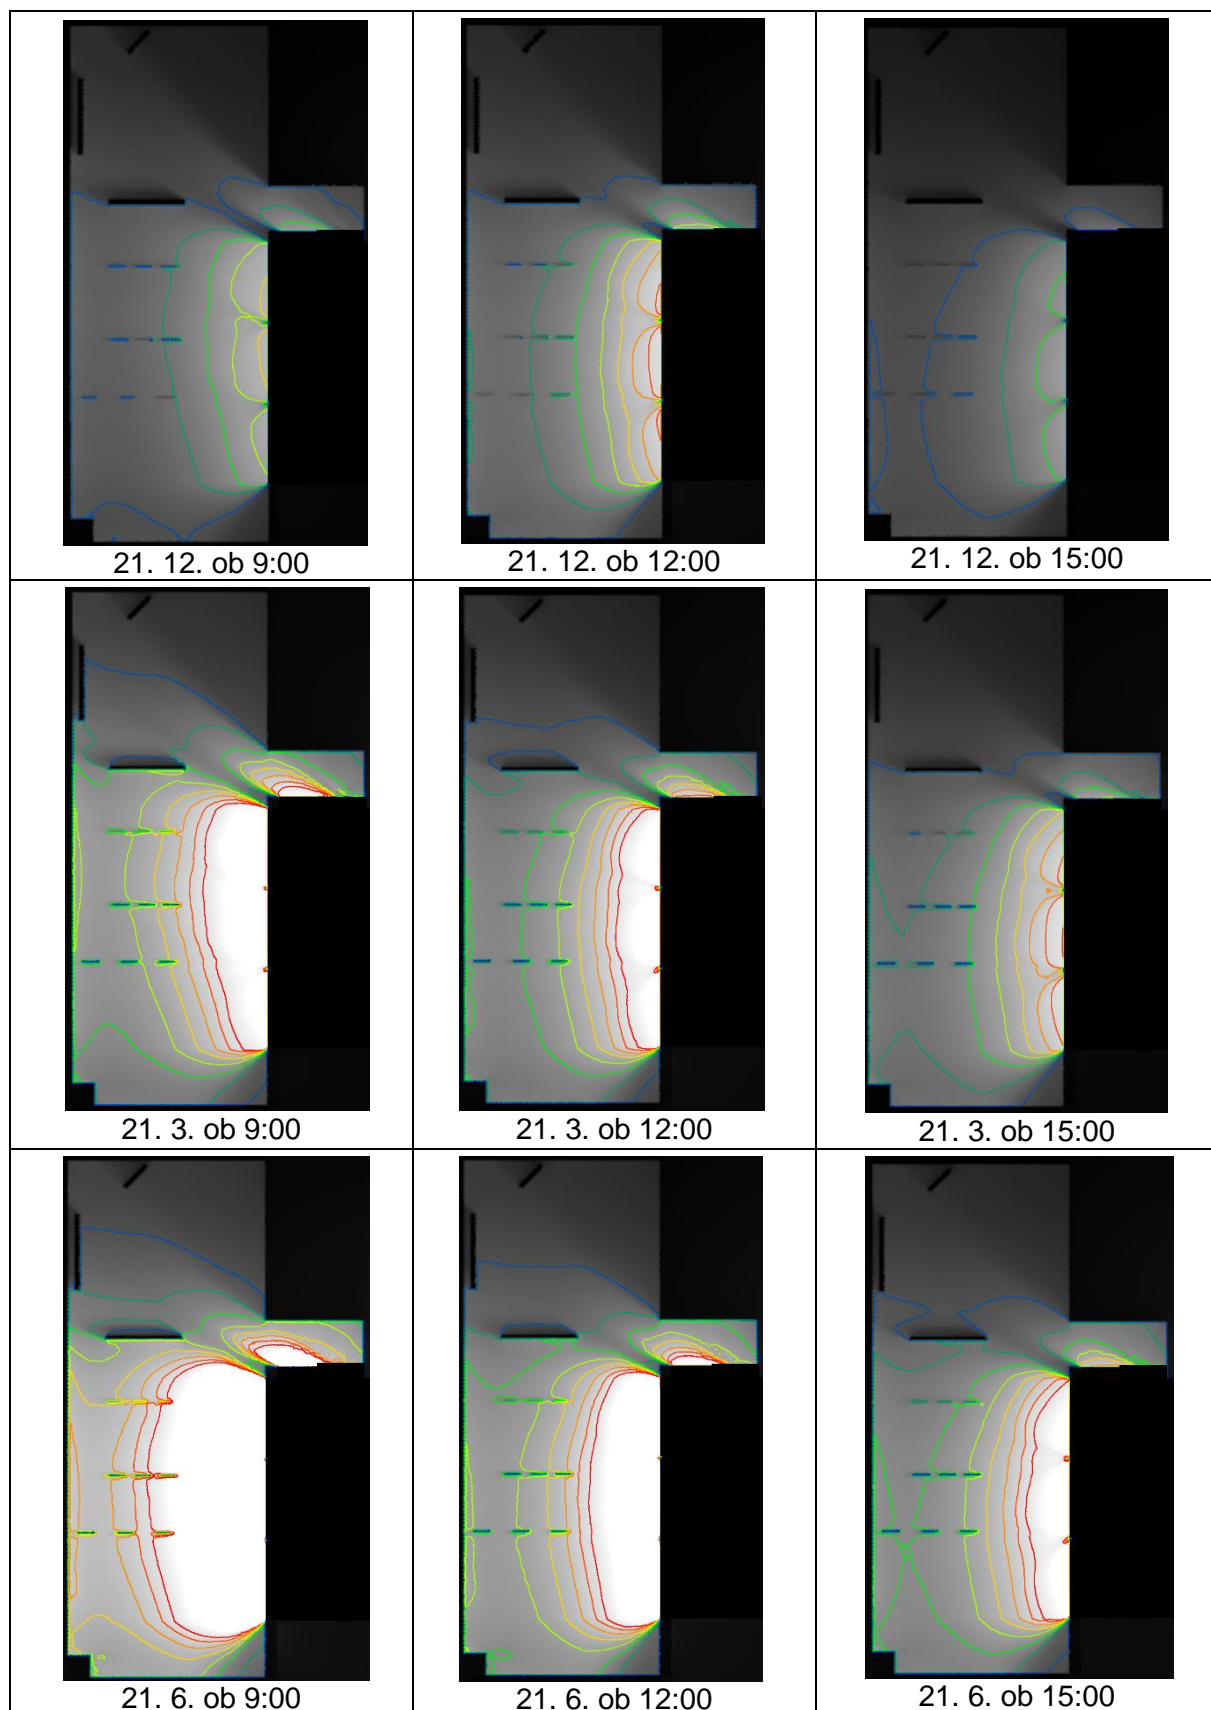 21. 12. ob 9:00
21. 12. ob 12:00
21. 12. ob 15:00
21. 3. ob 9:00
21. 3. ob 12:00
21. 3. ob 15:00
21. 6. ob 9:00
21. 6. ob 12:00
21. 6. ob 15:00